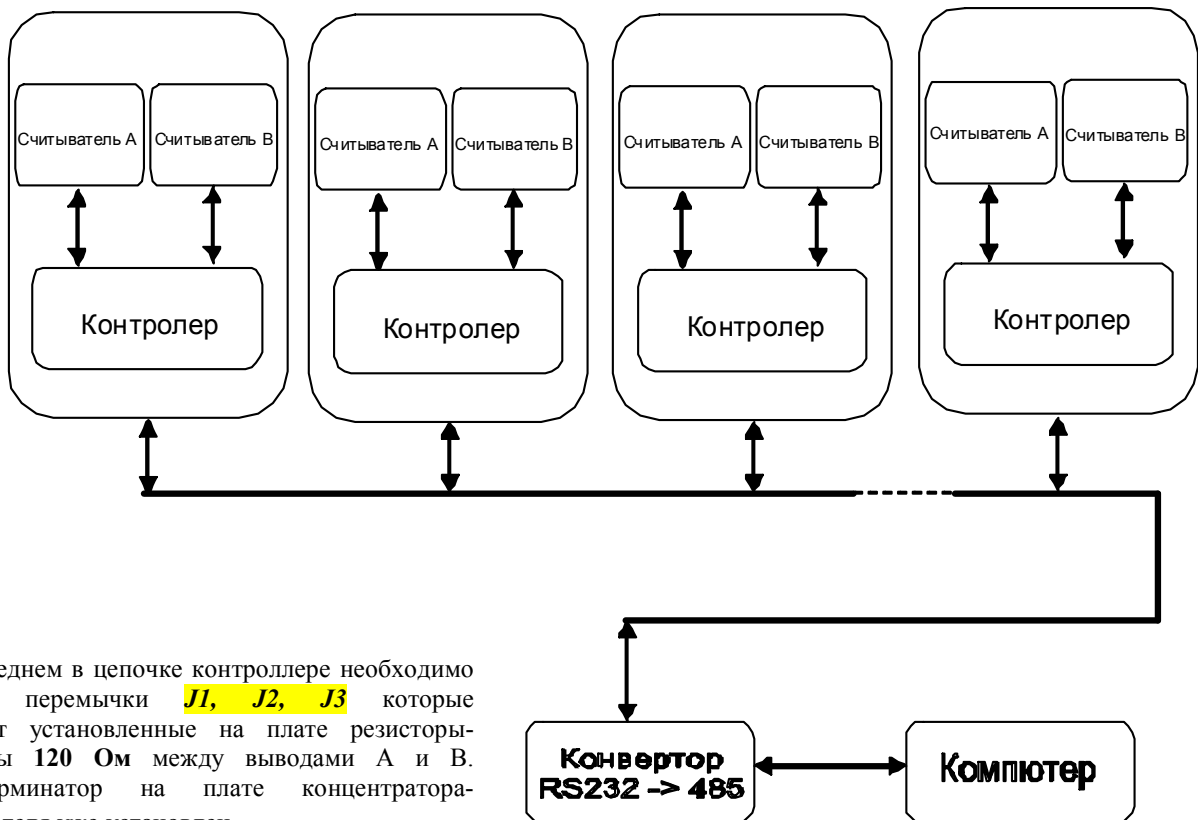 Считыватель А Считыватель В Считыватель А Считыватель В Считыватель А Считыватель В Считыватель А Считыватель В
Контролер Контролер Контролер Контролер
еднем в цепочке контроллере необходимо
перемычки J1, J2, J3 которые
т установленные на плате резисторы-
ы 120 Ом между выводами А и В.
рминатор на плате концентратора-
Конвертор
RS232 -> 485
Компютер